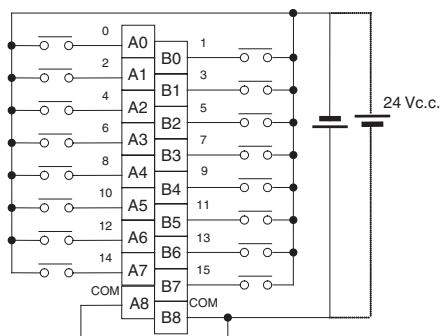 0 A0 1
B0
2 A1 3
B1
4 A2 5
B2
6 A3 7
B3
8 A4 9
B4
10 A5 11
B5
12 A6 13
B6
14 A7 15
B7
COM A8 COM
B8
24 Vc.c.